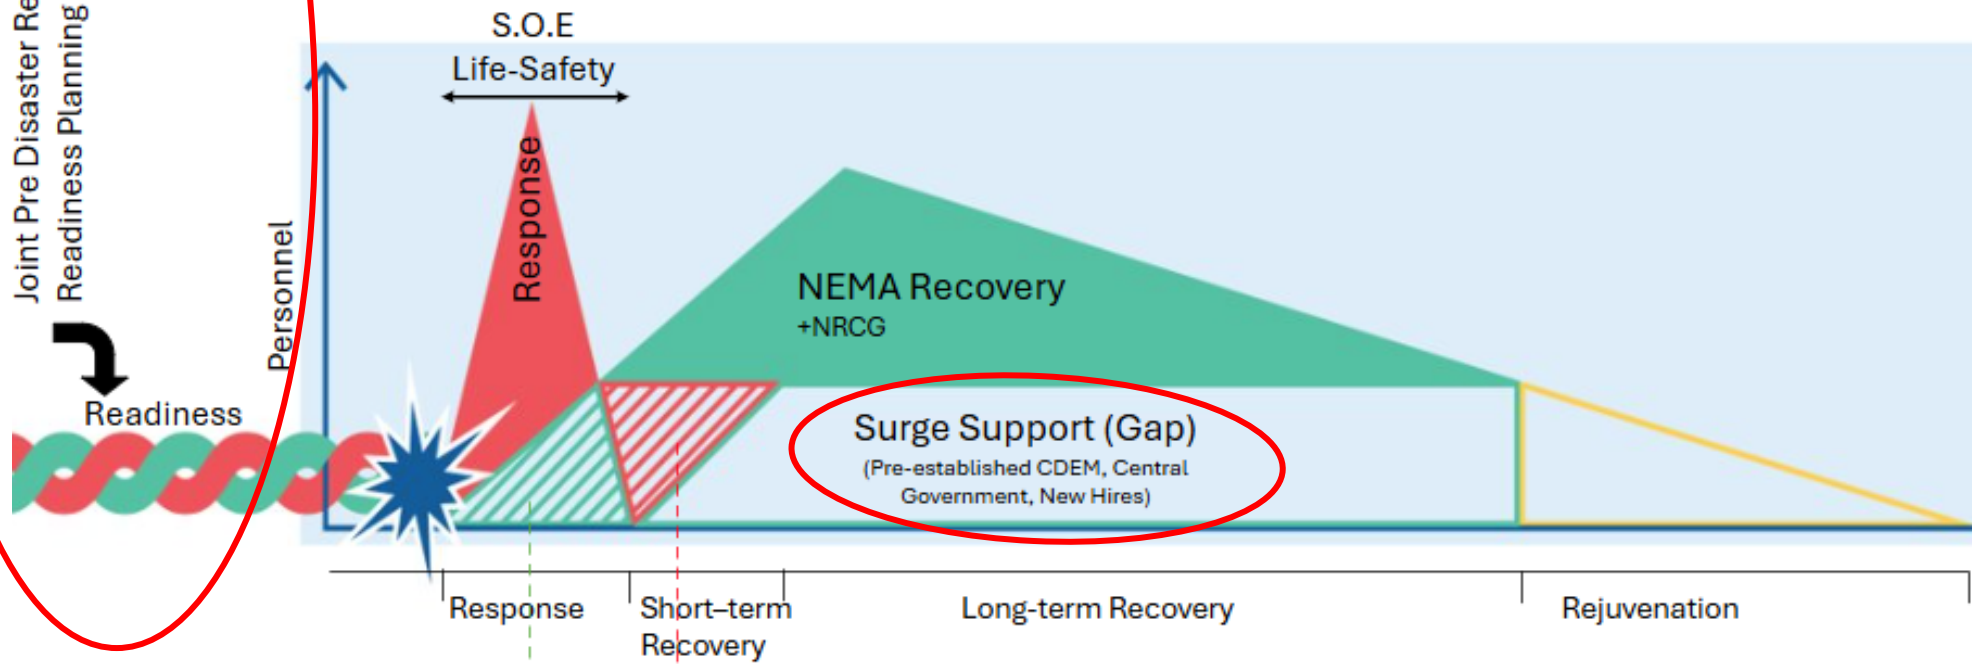 Joint Pre Disaster Re
Readiness Planning
Readiness
Personnel
S.O.E
Life-Safety
Response
NEMA Recovery
+NRCG
Surge Support (Gap)
(Pre-established CDEM, Central
Government, New Hires)
Response
Short–term
Recovery
Long-term Recovery
Rejuvenation